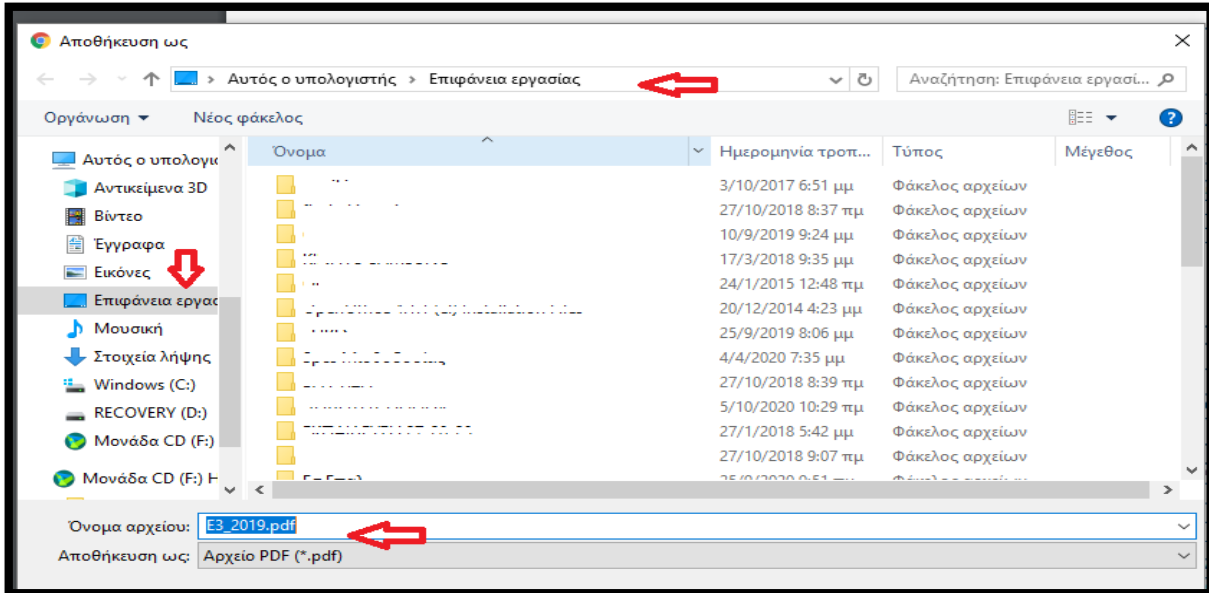 Αποθήκευση ως
Αυτός ο υπολογιστής > Επιφάνεια εργασίας
Αναζήτηση: Επιφάνεια εργασί...
Οργάνωση
Νέος φάκελος
Αυτός ο υπολογισ
Αντικείμενα 3D
Βίντεο
Έγγραφα
Εικόνες
Επιφάνεια εργασ
Μουσική
Στοιχεία λήψης
Windows (C:)
RECOVERY (D:)
Μονάδα CD (F:)
Μονάδα CD (F:) H
Όνομα Ημερομηνία τροπ... Τύπος Μέγεθος
3/10/2017 6:51 μμ Φάκελος αρχείων
27/10/2018 8:37 πμ Φάκελος αρχείων
10/9/2019 9:24 μμ Φάκελος αρχείων
17/3/2018 9:35 μμ Φάκελος αρχείων
24/1/2015 12:48 πμ Φάκελος αρχείων
20/12/2014 4:23 μμ Φάκελος αρχείων
25/9/2019 8:06 μμ Φάκελος αρχείων
4/4/2020 7:35 μμ Φάκελος αρχείων
27/10/2018 8:39 πμ Φάκελος αρχείων
5/10/2020 10:29 πμ Φάκελος αρχείων
27/1/2018 5:42 μμ Φάκελος αρχείων
27/10/2018 9:07 πμ Φάκελος αρχείων
Όνομα αρχείου: E3_2019.pdf
Αποθήκευση ως: Αρχείο PDF (*.pdf)